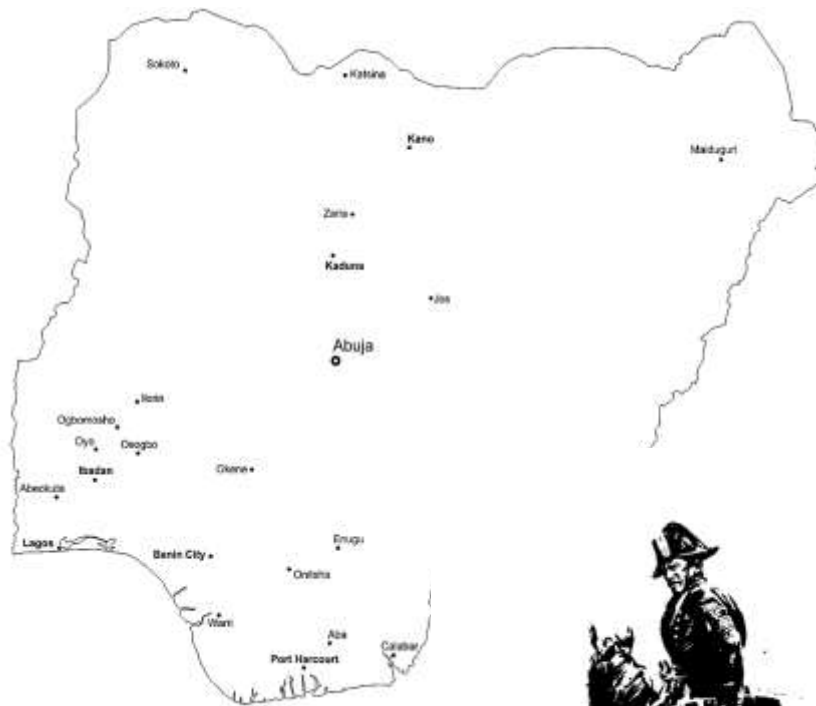 Sokoto
Katsina
Kano
Maiduguri
Zaria
Kaduna
Jos
Abuja
Ilorin
Ogbomosho
Oyo
Osogbo
Ibadan
Okene
Abeokuta
Lagos
Benin City
Enugu
Onitsha
Warri
Aba
Calabar
Port Harcourt